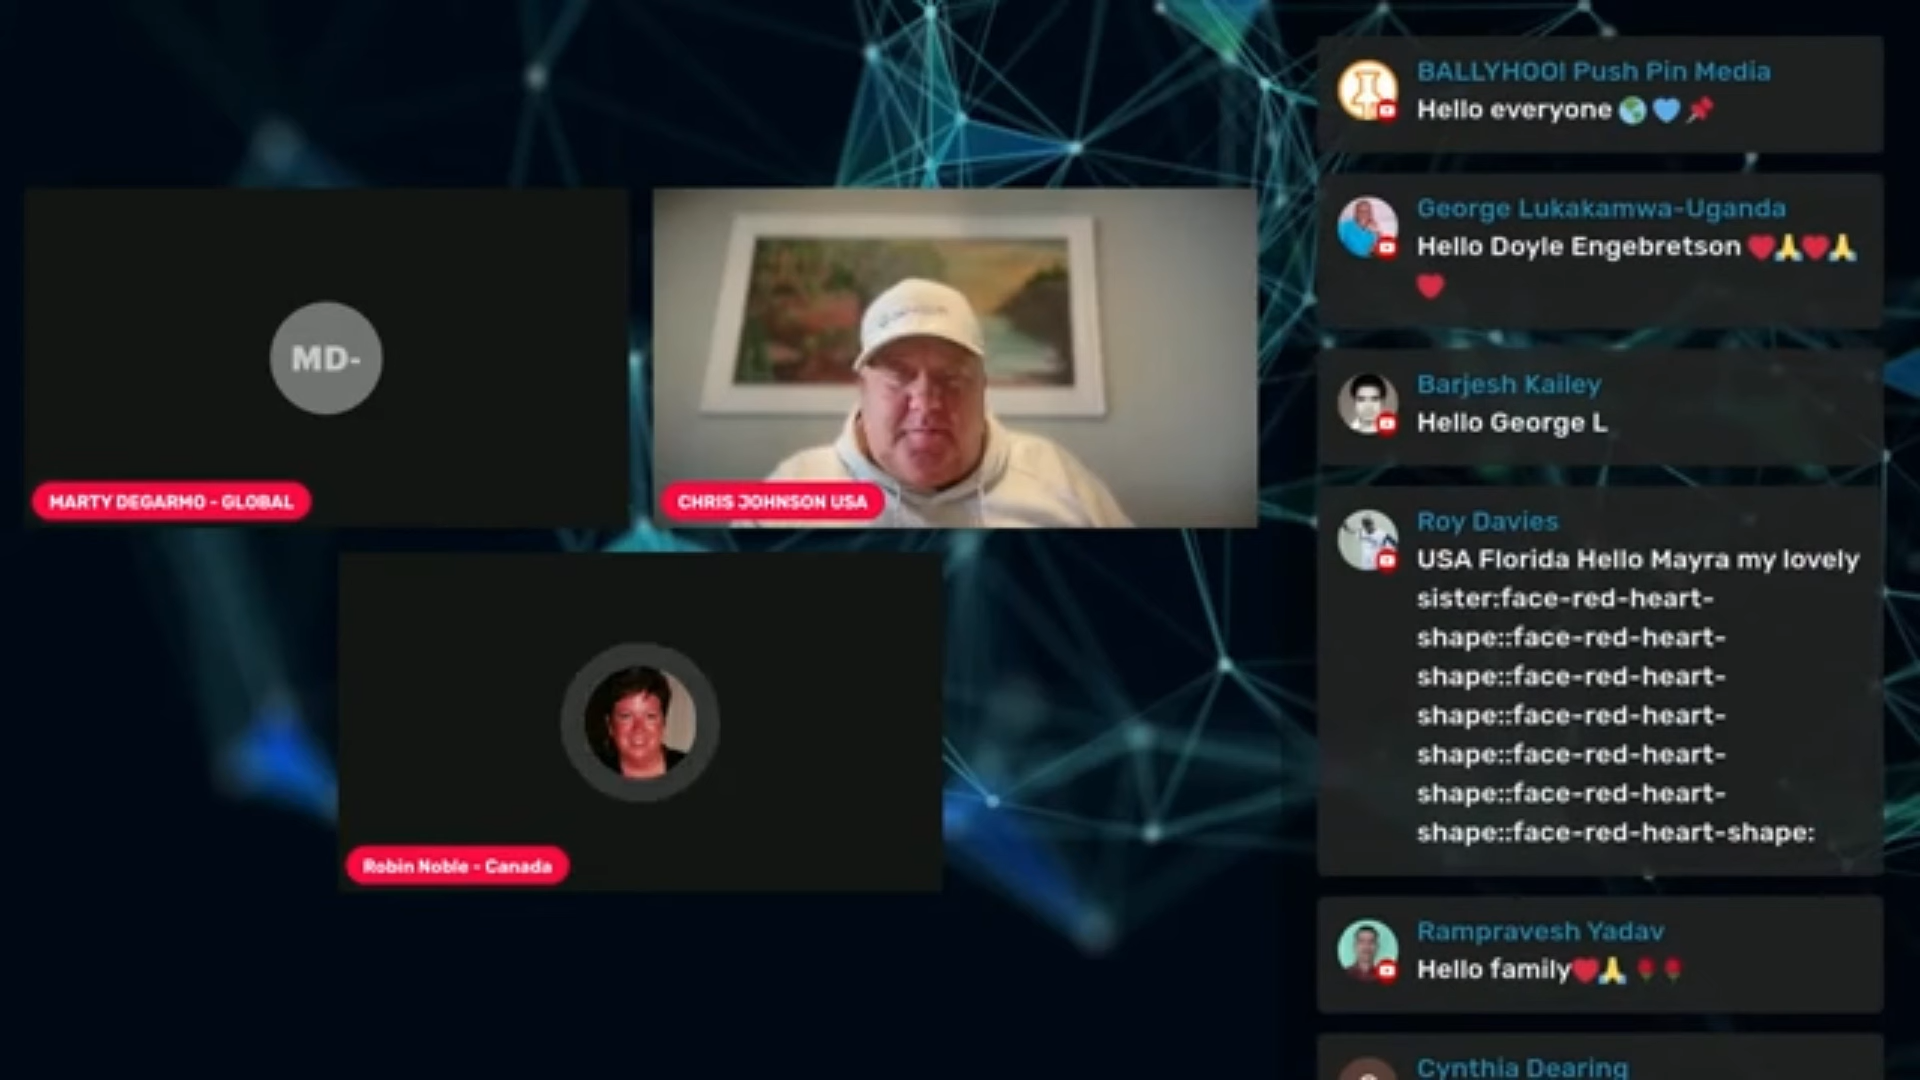 MD-
MARTY DEGARMO - GLOBAL
CHRIS JOHNSON USA
Robin Noble - Canada
BALLYHOO! Push Pin Media
Hello everyone 🌎 💙 📌
George Lukakamwa-Uganda
Hello Doyle Engebretson ❤️🙏❤️🙏
❤️
Barjesh Kailey
Hello George L
Roy Davies
USA Florida Hello Mayra my lovely
sister:face-red-heart-
shape::face-red-heart-
shape::face-red-heart-
shape::face-red-heart-
shape::face-red-heart-
shape::face-red-heart-
shape::face-red-heart-shape:
Rampravesh Yadav
Hello family❤️🙏🌹🌹
Cynthia Dearing